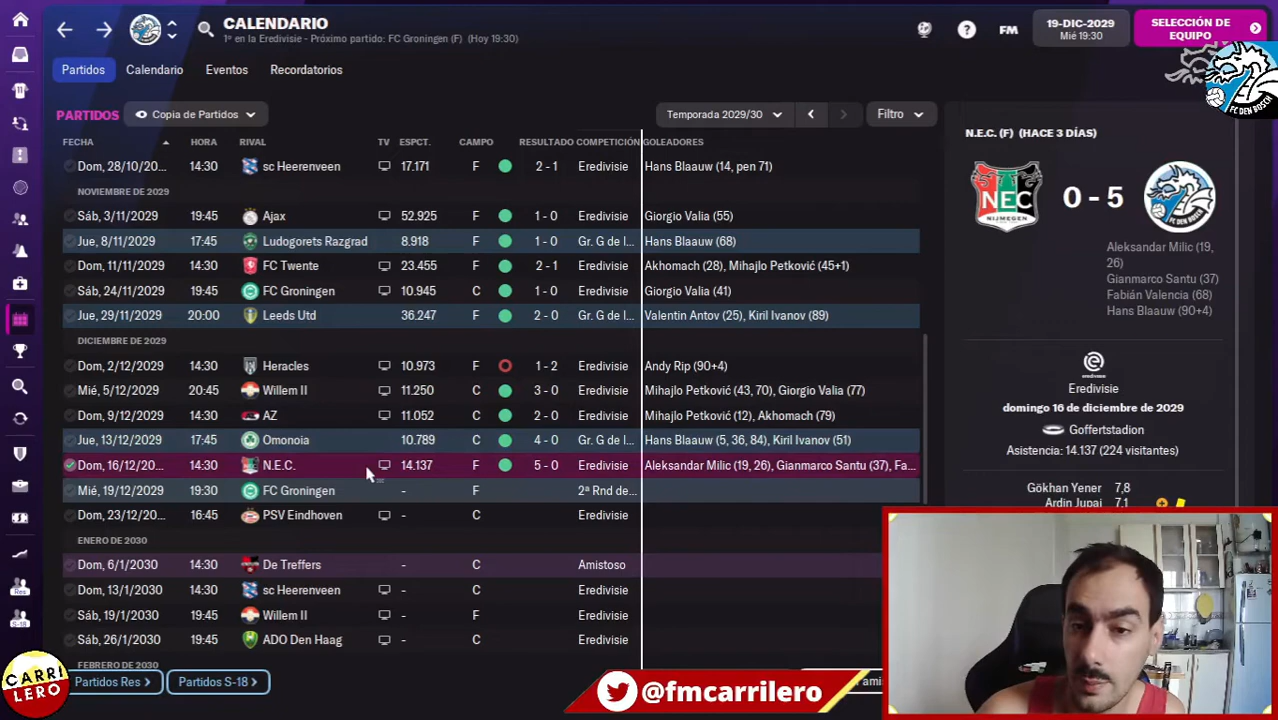 CALENDARIO
1º en la Eredivisie - Próximo partido: FC Groningen (F) (Hoy 19:30)
FM
19-DIC-2029
Mié 19:30
SELECCIÓN DE EQUIPO
FC DEN BOSCH
Partidos Calendario Eventos Recordatorios
PARTIDOS Copia de Partidos Temporada 2029/30 Filtro
FECHA HORA RIVAL TV ESPCT. CAMPO RESULTADO COMPETICIÓN GOLEADORES
Dom, 28/10/20... 14:30 sc Heerenveen 17.171 F 2 - 1 Eredivisie Hans Blaauw (14, pen 71)
NOVIEMBRE DE 2029
Sáb, 3/11/2029 19:45 Ajax 52.925 F 1 - 0 Eredivisie Giorgio Valia (55)
Jue, 8/11/2029 17:45 Ludogorets Razgrad 8.918 F 1 - 0 Gr. G de l... Hans Blaauw (68)
Dom, 11/11/2029 14:30 FC Twente 23.455 F 2 - 1 Eredivisie Akhomach (28), Mihajlo Petković (45+1)
Sáb, 24/11/2029 19:45 FC Groningen 10.945 C 1 - 0 Eredivisie Giorgio Valia (41)
Jue, 29/11/2029 20:00 Leeds Utd 36.247 F 2 - 0 Gr. G de l... Valentin Antov (25), Kiril Ivanov (89)
DICIEMBRE DE 2029
Dom, 2/12/2029 14:30 Heracles 10.973 F 1 - 2 Eredivisie Andy Rip (90+4)
Mié, 5/12/2029 20:45 Willem II 11.250 C 3 - 0 Eredivisie Mihajlo Petković (43, 70), Giorgio Valia (77)
Dom, 9/12/2029 14:30 AZ 11.052 C 2 - 0 Eredivisie Mihajlo Petković (12), Akhomach (79)
Jue, 13/12/2029 17:45 Omonoia 10.789 C 4 - 0 Gr. G de l... Hans Blaauw (5, 36, 84), Kiril Ivanov (51)
Dom, 16/12/20... 14:30 N.E.C. 14.137 F 5 - 0 Eredivisie Aleksandar Milic (19, 26), Gianmarco Santu (37), Fa...
Mié, 19/12/2029 19:30 FC Groningen - F 2ª Rnd de...
Dom, 23/12/20... 16:45 PSV Eindhoven - C Eredivisie
ENERO DE 2030
Dom, 6/1/2030 14:30 De Treffers - C Amistoso
Dom, 13/1/2030 14:30 sc Heerenveen - C Eredivisie
Sáb, 19/1/2030 19:45 Willem II - F Eredivisie
Sáb, 26/1/2030 19:45 ADO Den Haag - C Eredivisie
FEBRERO DE 2030
Partidos Res Partidos S-18
Res
S-18
N.E.C. (F) (HACE 3 DÍAS)
NEC
NIJMEGEN
0 - 5
Aleksandar Milic (19, 
26)
Gianmarco Santu (37)
Fabián Valencia (68)
Hans Blaauw (90+4)
Eredivisie
domingo 16 de diciembre de 2029
Goffertstadion
Asistencia: 14.137 (224 visitantes)
Gökhan Yener 7,8
Ardin Jupai 7,1
CARRI
LERO
@fmcarrilero